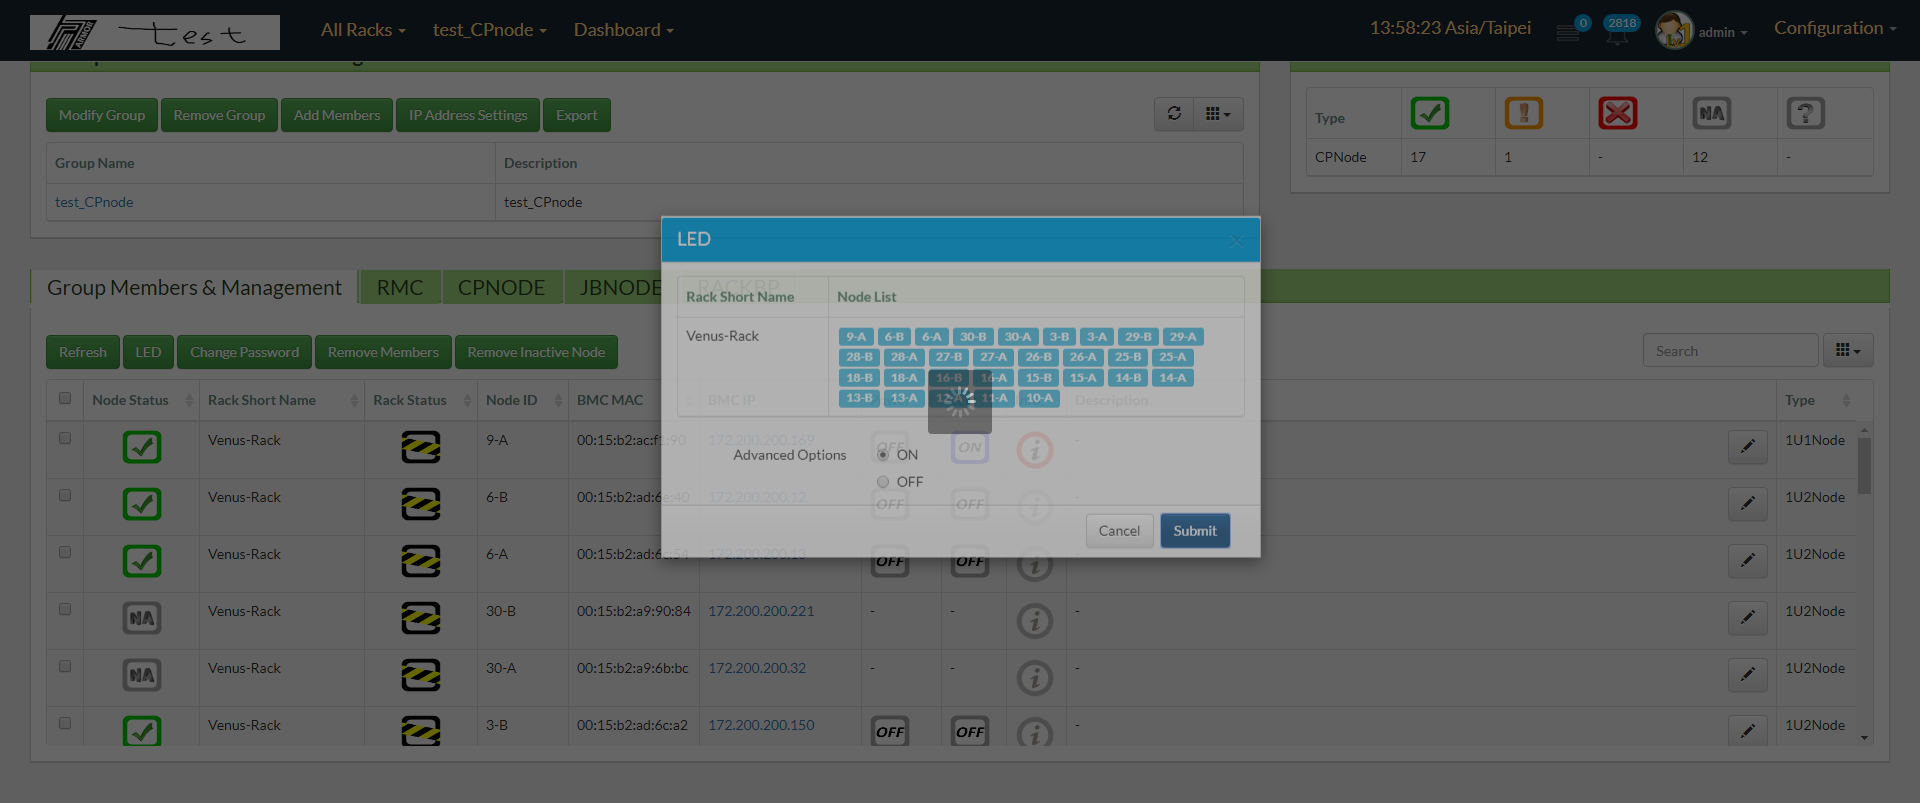 ARMOR test All Racks test_CPnode Dashboard 13:58:23 Asia/Taipei 0 2818 admin Configuration
Modify Group Remove Group Add Members IP Address Settings Export
Group Name Description
test_CPnode test_CPnode
Type NA ?
CPNode 17 1 - 12 -
LED ×
Rack Short Name Node List
Venus-Rack 9-A 6-B 6-A 30-B 30-A 3-B 3-A 29-B 29-A
28-B 28-A 27-B 27-A 26-B 26-A 25-B 25-A
18-B 18-A 16-B 16-A 15-B 15-A 14-B 14-A
13-B 13-A 12-A 11-A 10-A
Advanced Options ON
OFF
Cancel Submit
Group Members & Management RMC CPNODE JBNODE RACKBP
Refresh LED Change Password Remove Members Remove Inactive Node Search
Node Status Rack Short Name Rack Status Node ID BMC MAC BMC IP Description Type
Venus-Rack 9-A 00:15:b2:ac:f1:90 172.200.200.169 OFF ON i - 1U1Node
Venus-Rack 6-B 00:15:b2:ad:6e:40 172.200.200.12 OFF OFF i - 1U2Node
Venus-Rack 6-A 00:15:b2:ad:6c:54 172.200.200.13 OFF OFF i - 1U2Node
NA Venus-Rack 30-B 00:15:b2:a9:90:84 172.200.200.221 - - i - 1U2Node
NA Venus-Rack 30-A 00:15:b2:a9:6b:bc 172.200.200.32 - - i - 1U2Node
Venus-Rack 3-B 00:15:b2:ad:6c:a2 172.200.200.150 OFF OFF i - 1U2Node